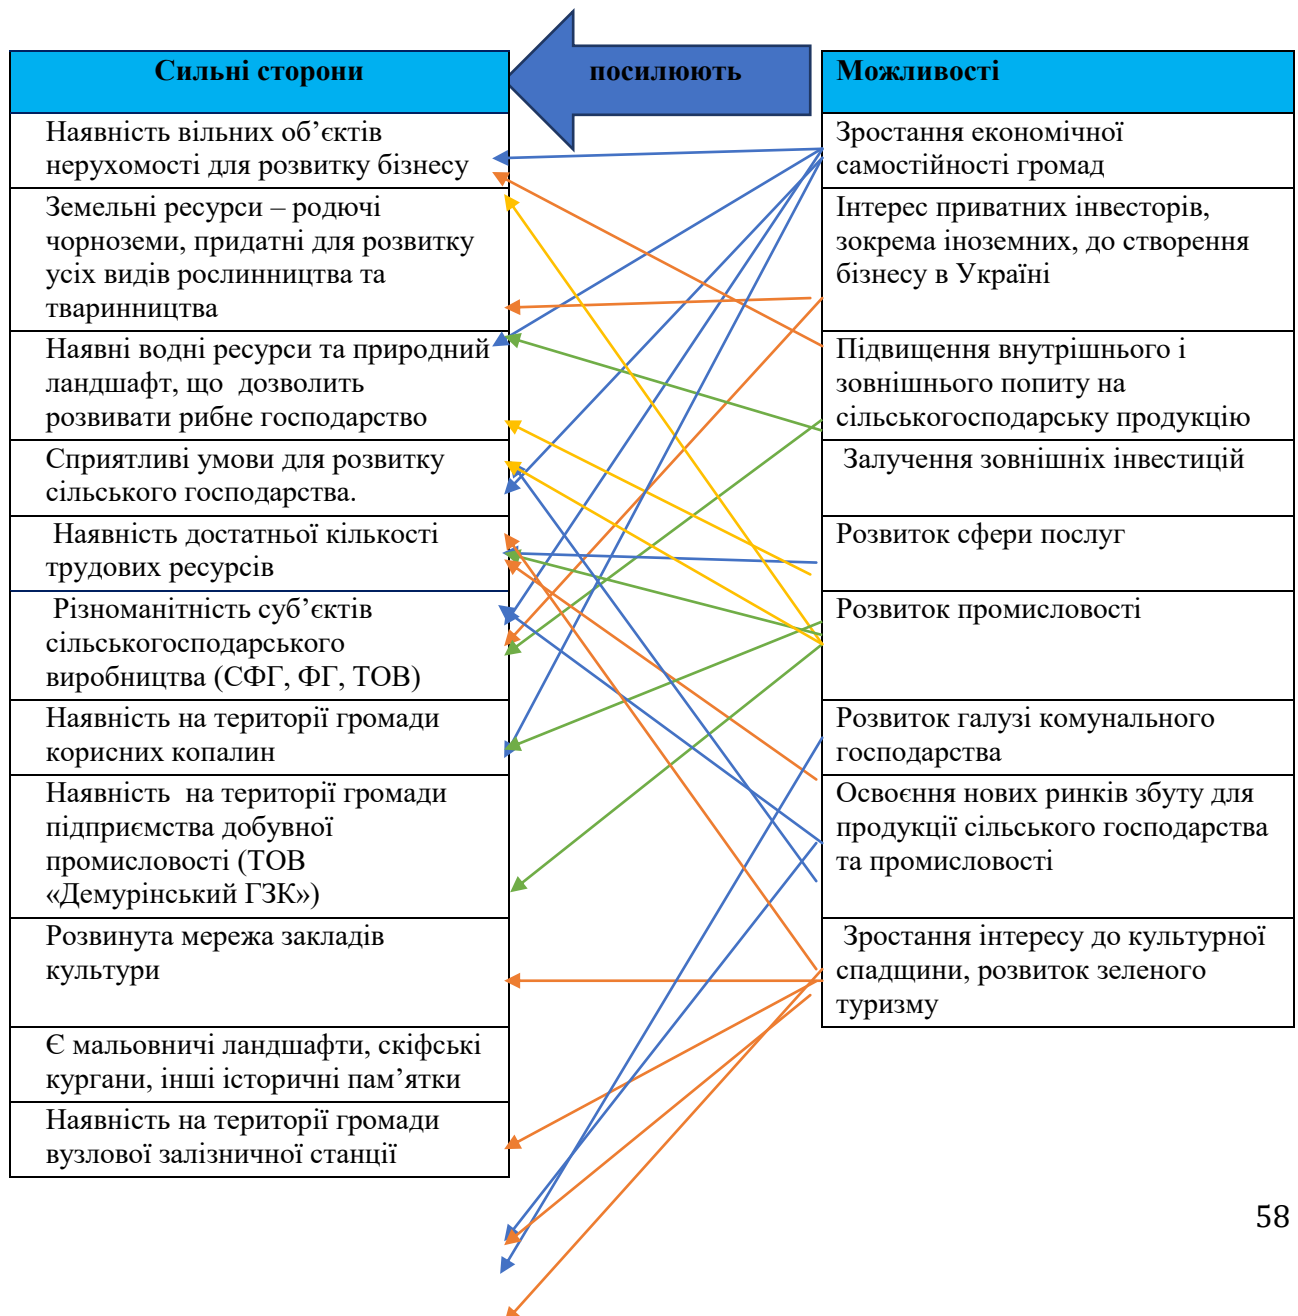 Сильні сторони
посилюють
Можливості
Наявність вільних об’єктів
нерухомості для розвитку бізнесу
Земельні ресурси – родючі
чорноземи, придатні для розвитку
усіх видів рослинництва та
тваринництва
Наявні водні ресурси та природний
ландшафт, що дозволить
розвивати рибне господарство
Сприятливі умови для розвитку
сільського господарства.
Наявність достатньої кількості
трудових ресурсів
Різноманітність суб’єктів
сільськогосподарського
виробництва (СФГ, ФГ, ТОВ)
Наявність на території громади
корисних копалин
Наявність на території громади
підприємства добувної
промисловості (ТОВ
«Демурінський ГЗК»)
Розвинута мережа закладів
культури
Є мальовничі ландшафти, скіфські
кургани, інші історичні пам’ятки
Наявність на території громади
вузлової залізничної станції
Зростання економічної
самостійності громад
Інтерес приватних інвесторів,
зокрема іноземних, до створення
бізнесу в Україні
Підвищення внутрішнього і
зовнішнього попиту на
сільськогосподарську продукцію
Залучення зовнішніх інвестицій
Розвиток сфери послуг
Розвиток промисловості
Розвиток галузі комунального
господарства
Освоєння нових ринків збуту для
продукції сільського господарства
та промисловості
Зростання інтересу до культурної
спадщини, розвиток зеленого
туризму
58